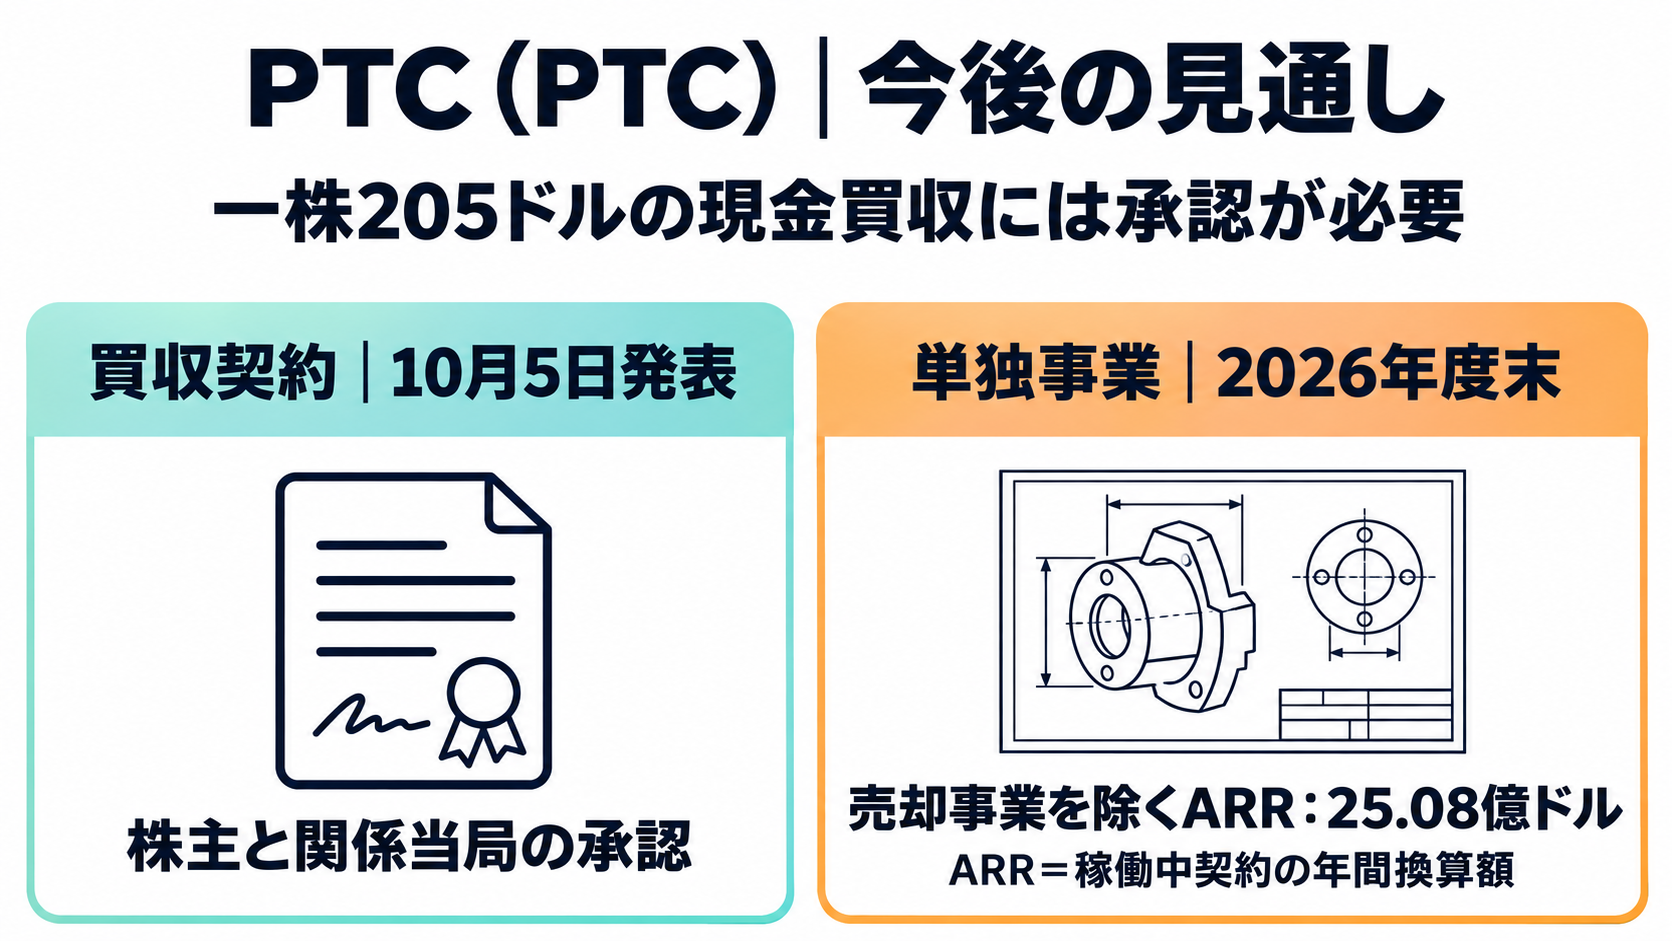 PTC（PTC）｜今後の見通し
一株205ドルの現金買収には承認が必要
買収契約｜10月5日発表
株主と関係当局の承認
単独事業｜2026年度末
売却事業を除くARR：25.08億ドル
ARR＝稼働中契約の年間換算額